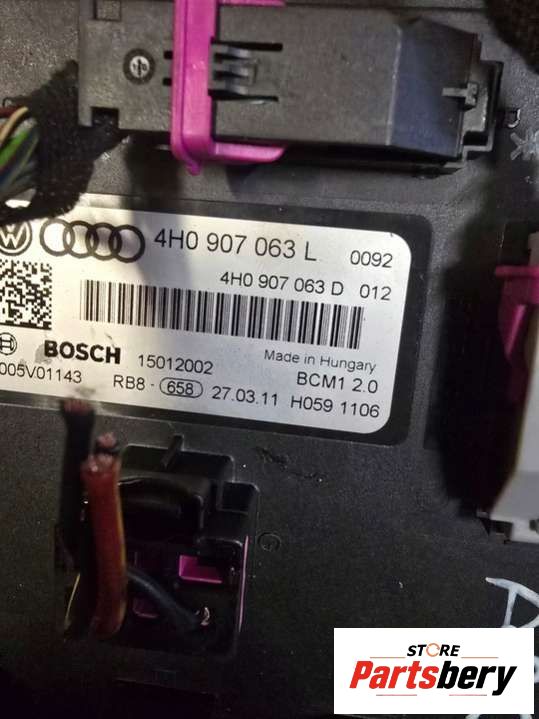 4H0 907 063 L 0092
4H0 907 063 D 012
BOSCH 15012002 Made in Hungary
005V01143 RB8 - 658 27.03.11 BCM1 2.0
H059 1106
STORE
Partsbery